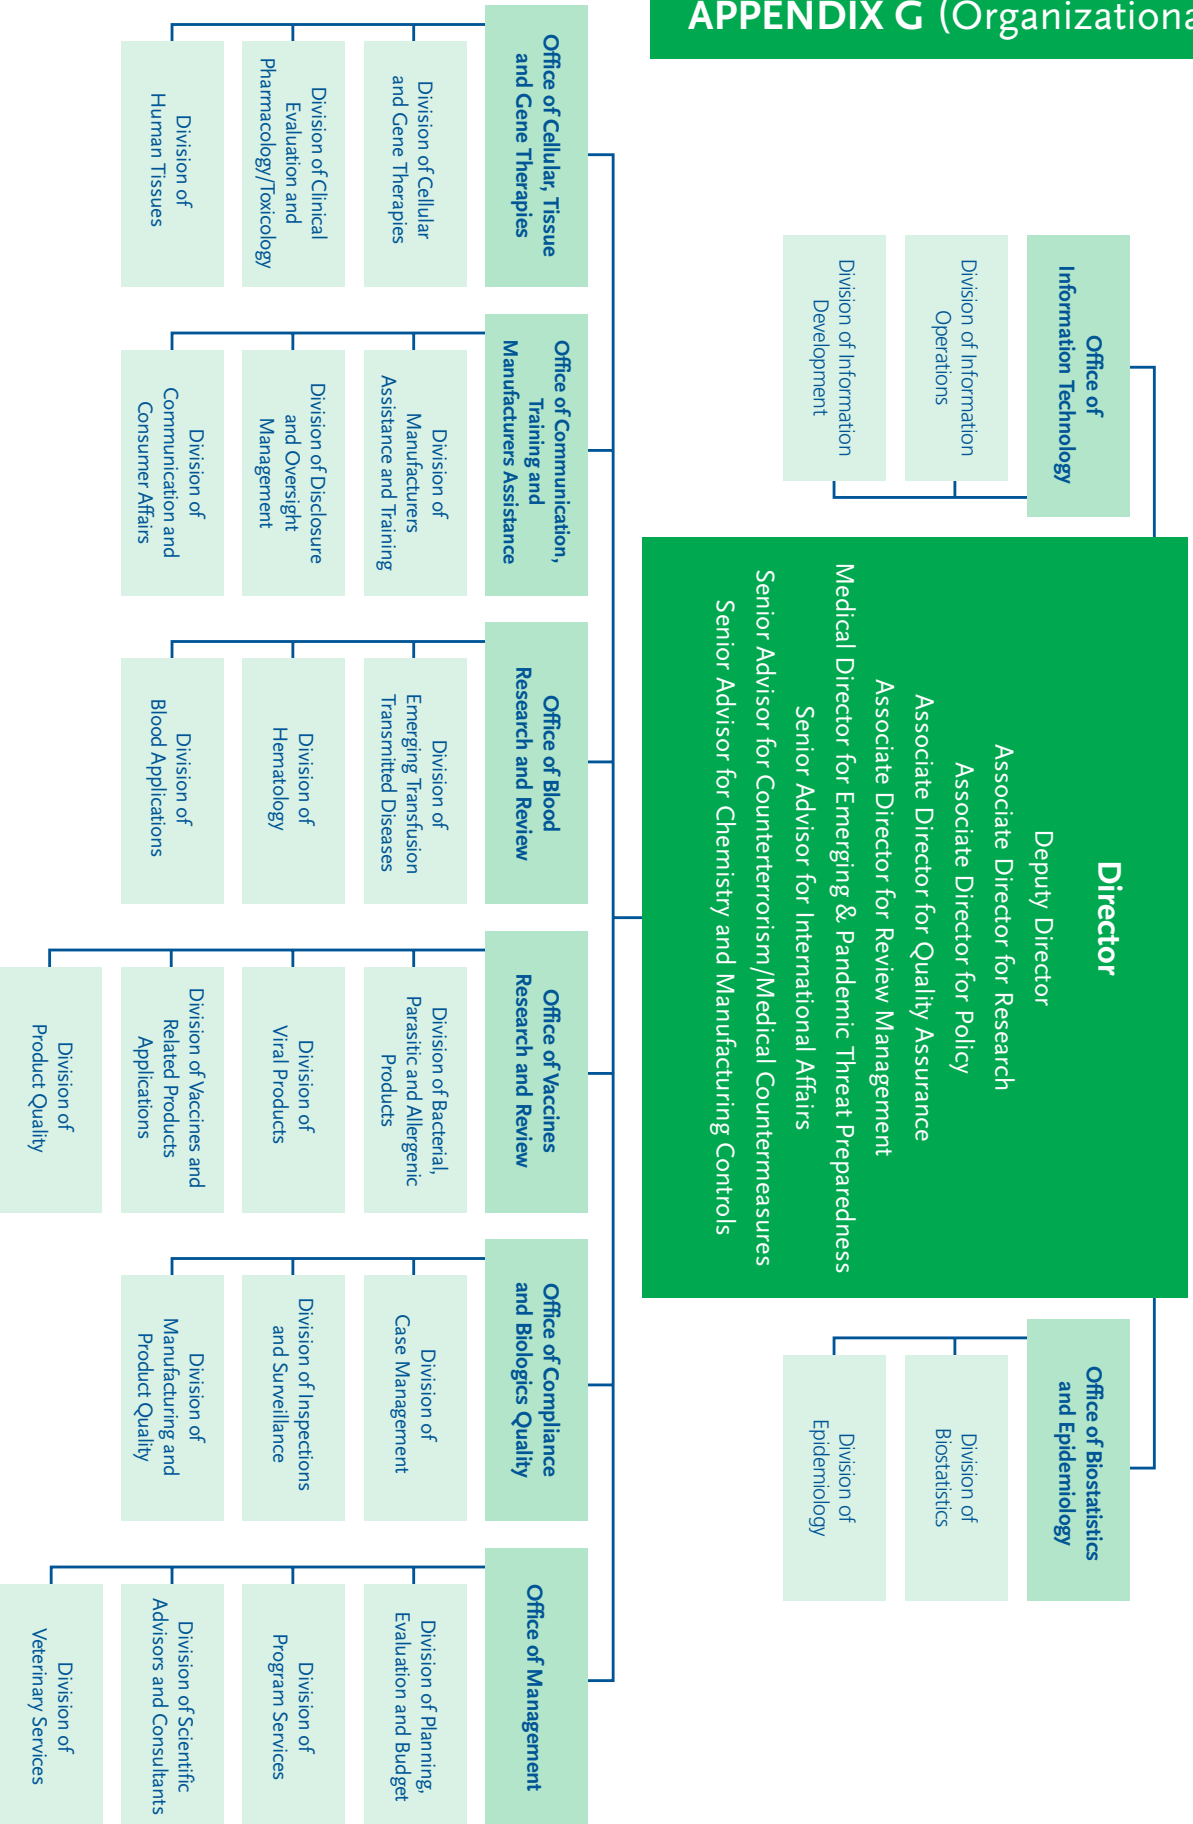 APPENDIX G (Organizationa
Director
Deputy Director
Associate Director for Research
Associate Director for Policy
Associate Director for Quality Assurance
Associate Director for Review Management
Medical Director for Emerging & Pandemic Threat Preparedness
Senior Advisor for International Affairs
Senior Advisor for Counterterrorism/Medical Countermeasures
Senior Advisor for Chemistry and Manufacturing Controls
Office of
Information Technology
Division of Information
Operations
Division of Information
Development
Office of Biostatistics
and Epidemiology
Division of
Biostatistics
Division of
Epidemiology
Office of Cellular, Tissue
and Gene Therapies
Division of Cellular
and Gene Therapies
Division of Clinical
Evaluation and
Pharmacology/Toxicology
Division of
Human Tissues
Office of Communication,
Training and
Manufacturers Assistance
Division of
Manufacturers
Assistance and Training
Division of Disclosure
and Oversight
Management
Division of
Communication and
Consumer Affairs
Office of Blood
Research and Review
Division of
Emerging Transfusion
Transmitted Diseases
Division of
Hematology
Division of
Blood Applications
Office of Vaccines
Research and Review
Division of Bacterial,
Parasitic and Allergenic
Products
Division of
Viral Products
Division of Vaccines and
Related Products
Applications
Division of
Product Quality
Office of Compliance
and Biologics Quality
Division of
Case Management
Division of Inspections
and Surveillance
Division of
Manufacturing and
Product Quality
Office of Management
Division of Planning,
Evaluation and Budget
Division of
Program Services
Division of Scientific
Advisors and Consultants
Division of
Veterinary Services